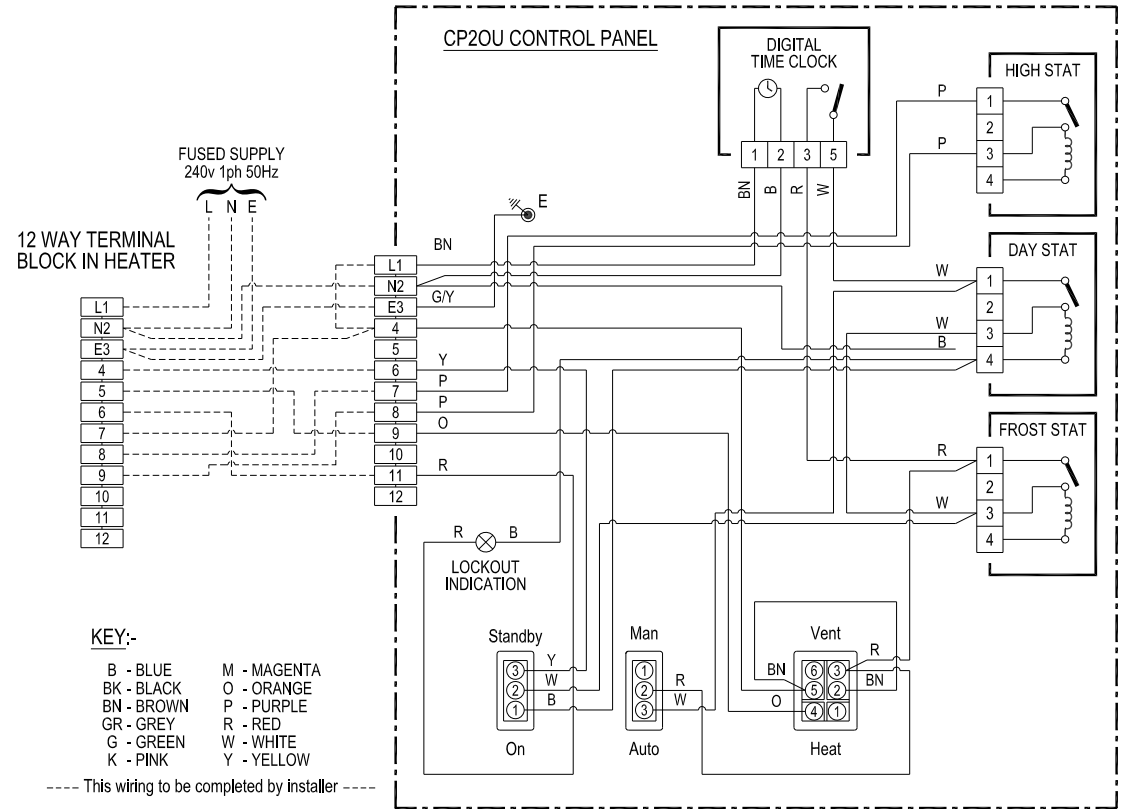 CP2OU CONTROL PANEL
DIGITAL
TIME CLOCK
1 2 3 5
BN B R W
HIGH STAT
P 1
2
P 3
4
FUSED SUPPLY
240v 1ph 50Hz
L N E
E
12 WAY TERMINAL
BLOCK IN HEATER
L1
N2
E3
4
5
6
7
8
9
10
11
12
BN
L1
N2
G/Y
E3
4
5
Y
6
P
7
P
8
O
9
10
R
11
12
DAY STAT
W 1
2
W 3
B
4
FROST STAT
R 1
2
W 3
4
R B
LOCKOUT
INDICATION
Standby
3 Y
2 W
1 B
On
Man
1
2 R
3 W
Auto
Vent
R
BN 6 3
5 2 BN
O 4 1
Heat
KEY:-
B - BLUE M - MAGENTA
BK - BLACK O - ORANGE
BN - BROWN P - PURPLE
GR - GREY R - RED
G - GREEN W - WHITE
K - PINK Y - YELLOW
---- This wiring to be completed by installer ----